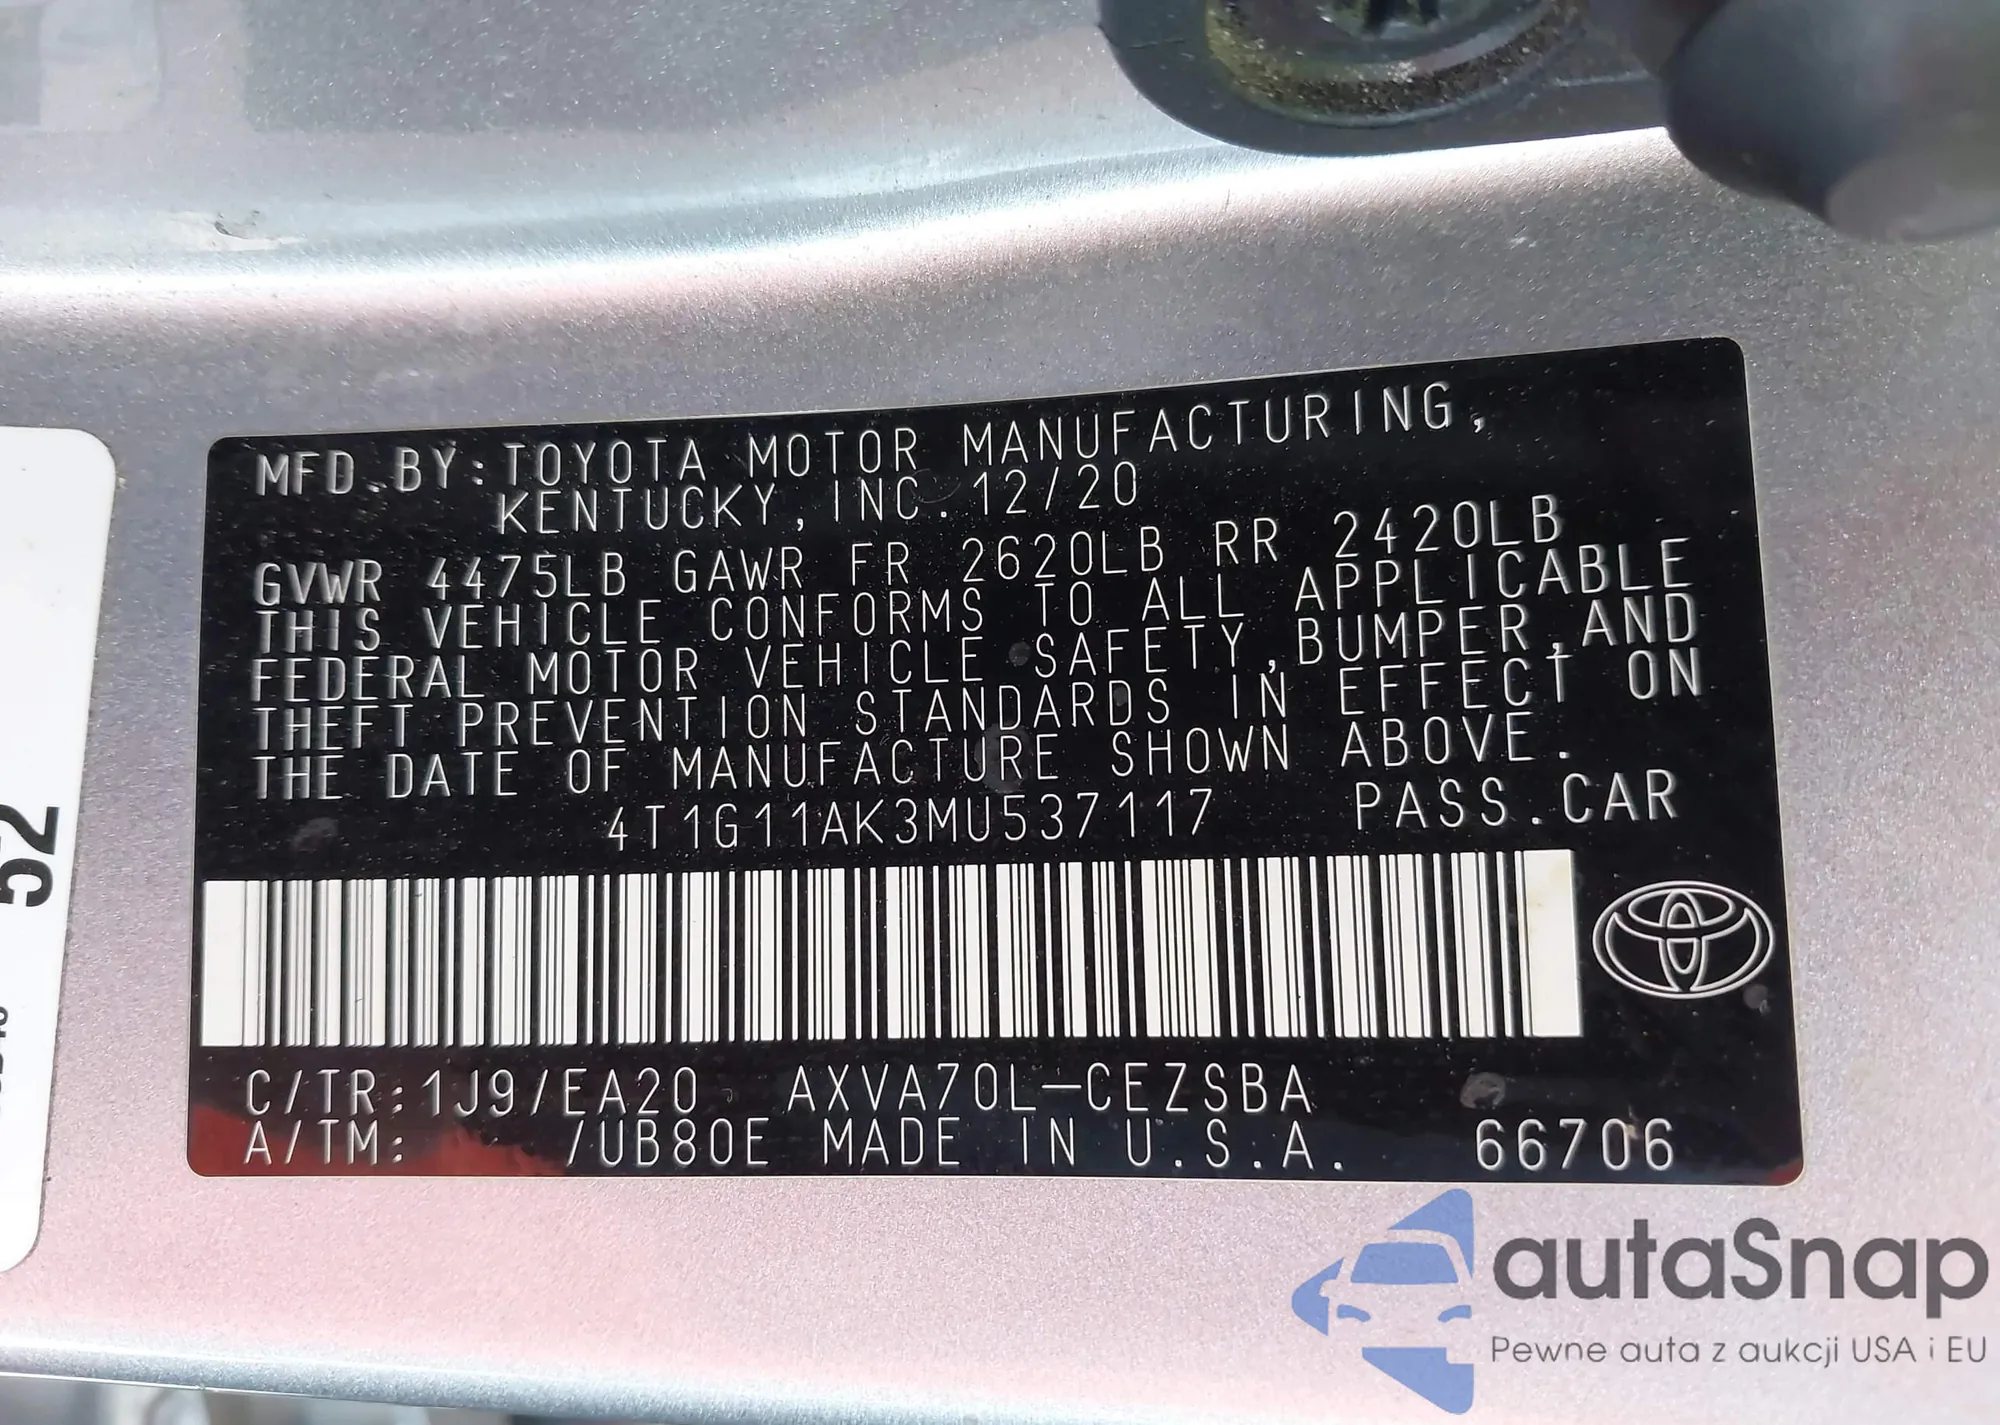 MFD.BY:TOYOTA MOTOR MANUFACTURING,
KENTUCKY, INC. 12/20
GVWR 4475LB GAWR FR 2620LB RR 2420LB
THIS VEHICLE CONFORMS TO ALL APPLICABLE
FEDERAL MOTOR VEHICLE SAFETY,BUMPER,AND
THEFT PREVENTION STANDARDS IN EFFECT ON
THE DATE OF MANUFACTURE SHOWN ABOVE.
4T1G11AK3MU537117 PASS.CAR
C/TR:1J9/EA20 AXVA70L-CEZSBA
A/TM: /UB80E MADE IN U.S.A. 66706
52
autaSnap
Pewne auta z aukcji USA i EU